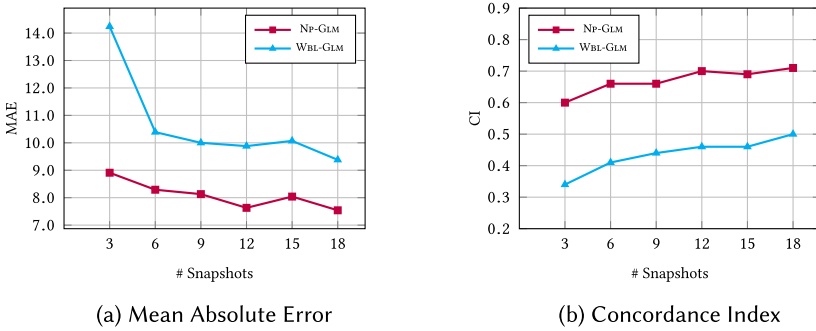 14.0
13.0
12.0
11.0
10.0
9.0
8.0
7.0
MAE
Np-Glm
Wbl-Glm
3 6 9 12 15 18
# Snapshots
(a) Mean Absolute Error
0.9
0.8
0.7
0.6
0.5
0.4
0.3
0.2
CI
Np-Glm
Wbl-Glm
3 6 9 12 15 18
# Snapshots
(b) Concordance Index